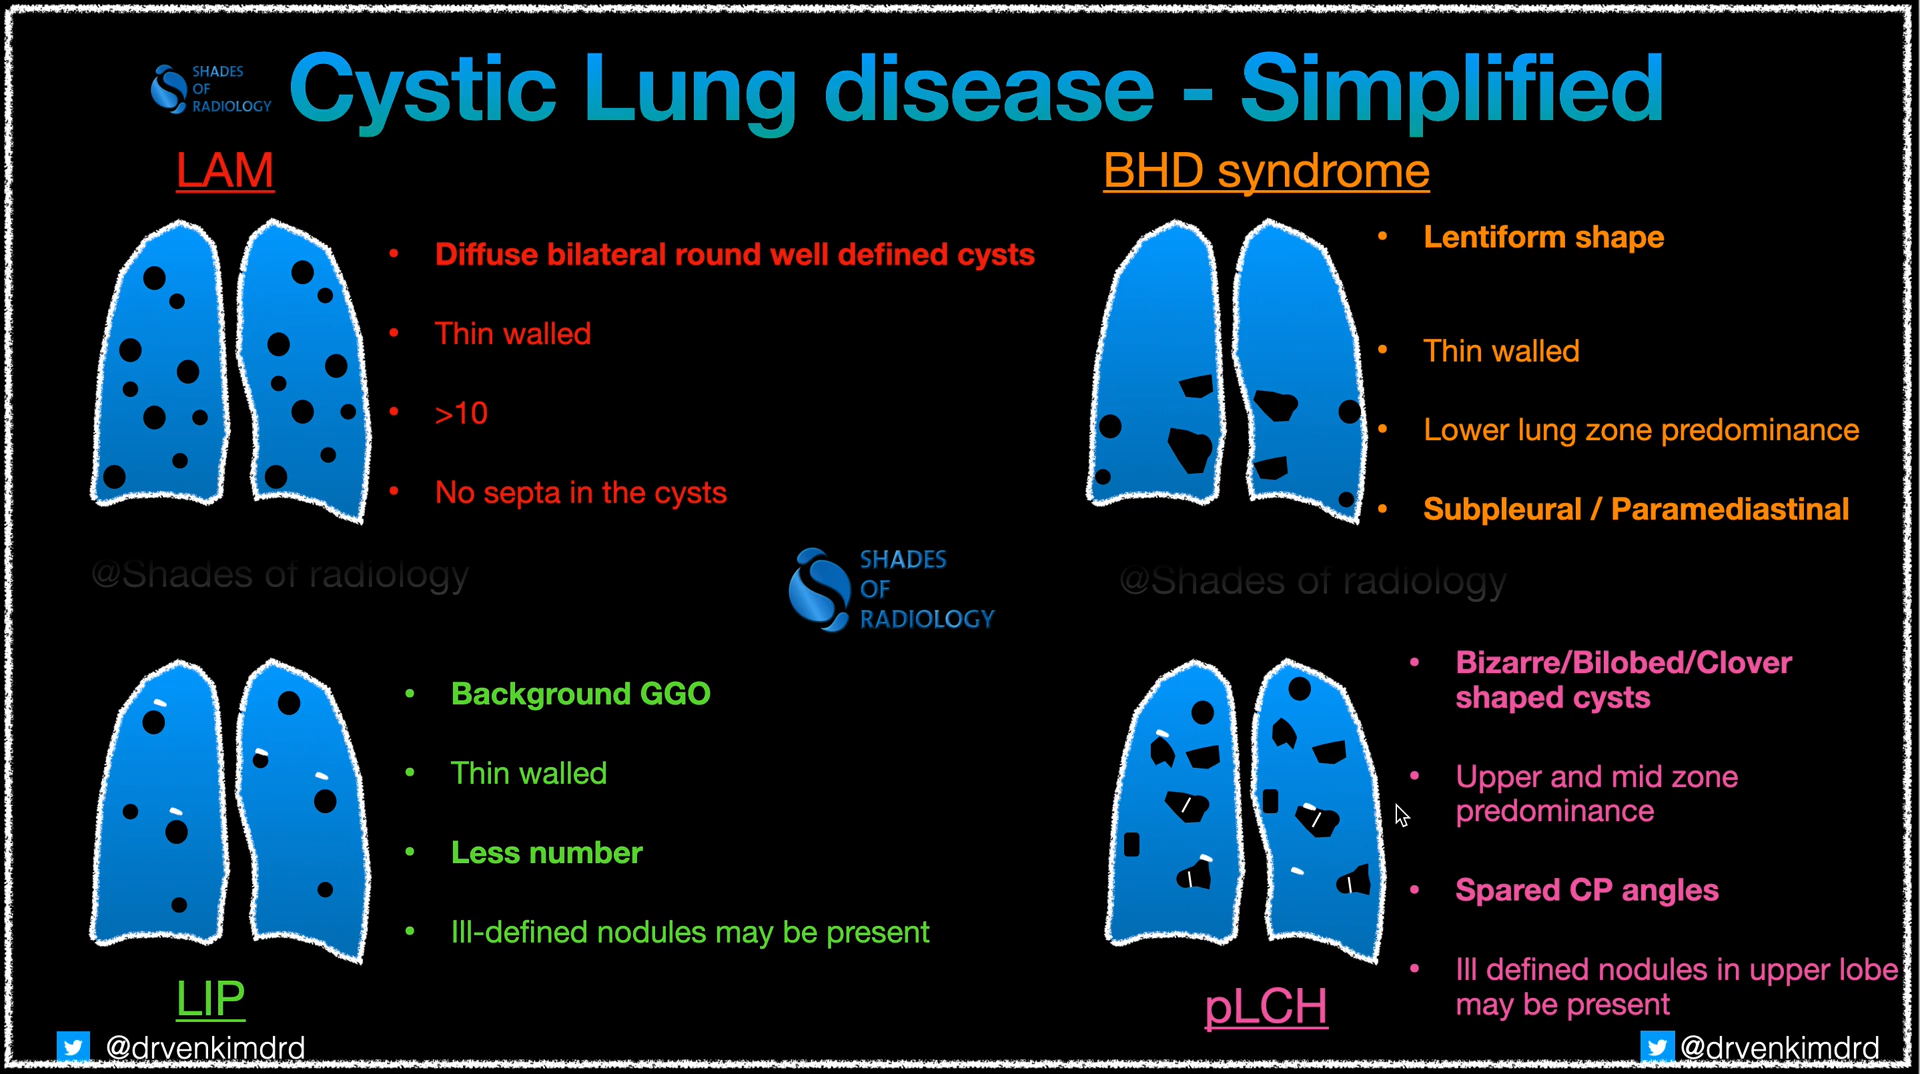 SHADES
OF
RADIOLOGY
Cystic Lung disease - Simplified
LAM
• Diffuse bilateral round well defined cysts
• Thin walled
• >10
• No septa in the cysts
@Shades of radiology
BHD syndrome
• Lentiform shape
• Thin walled
• Lower lung zone predominance
• Subpleural / Paramediastinal
@Shades of radiology
SHADES
OF
RADIOLOGY
• Background GGO
• Thin walled
• Less number
• Ill-defined nodules may be present
LIP
@drvenkimdrd
• Bizarre/Bilobed/Clover
shaped cysts
• Upper and mid zone
predominance
• Spared CP angles
• Ill defined nodules in upper lobe
may be present
pLCH
@drvenkimdrd